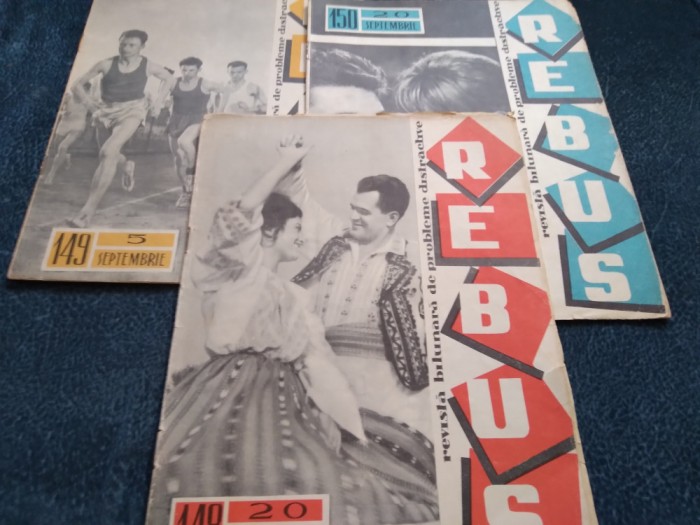 149
5
SEPTEMBRIE
150
20
SEPTEMBRIE
revistă bilunară de probleme distractive
REBUS
148
20
revistă bilunară de probleme distractive
REBUS